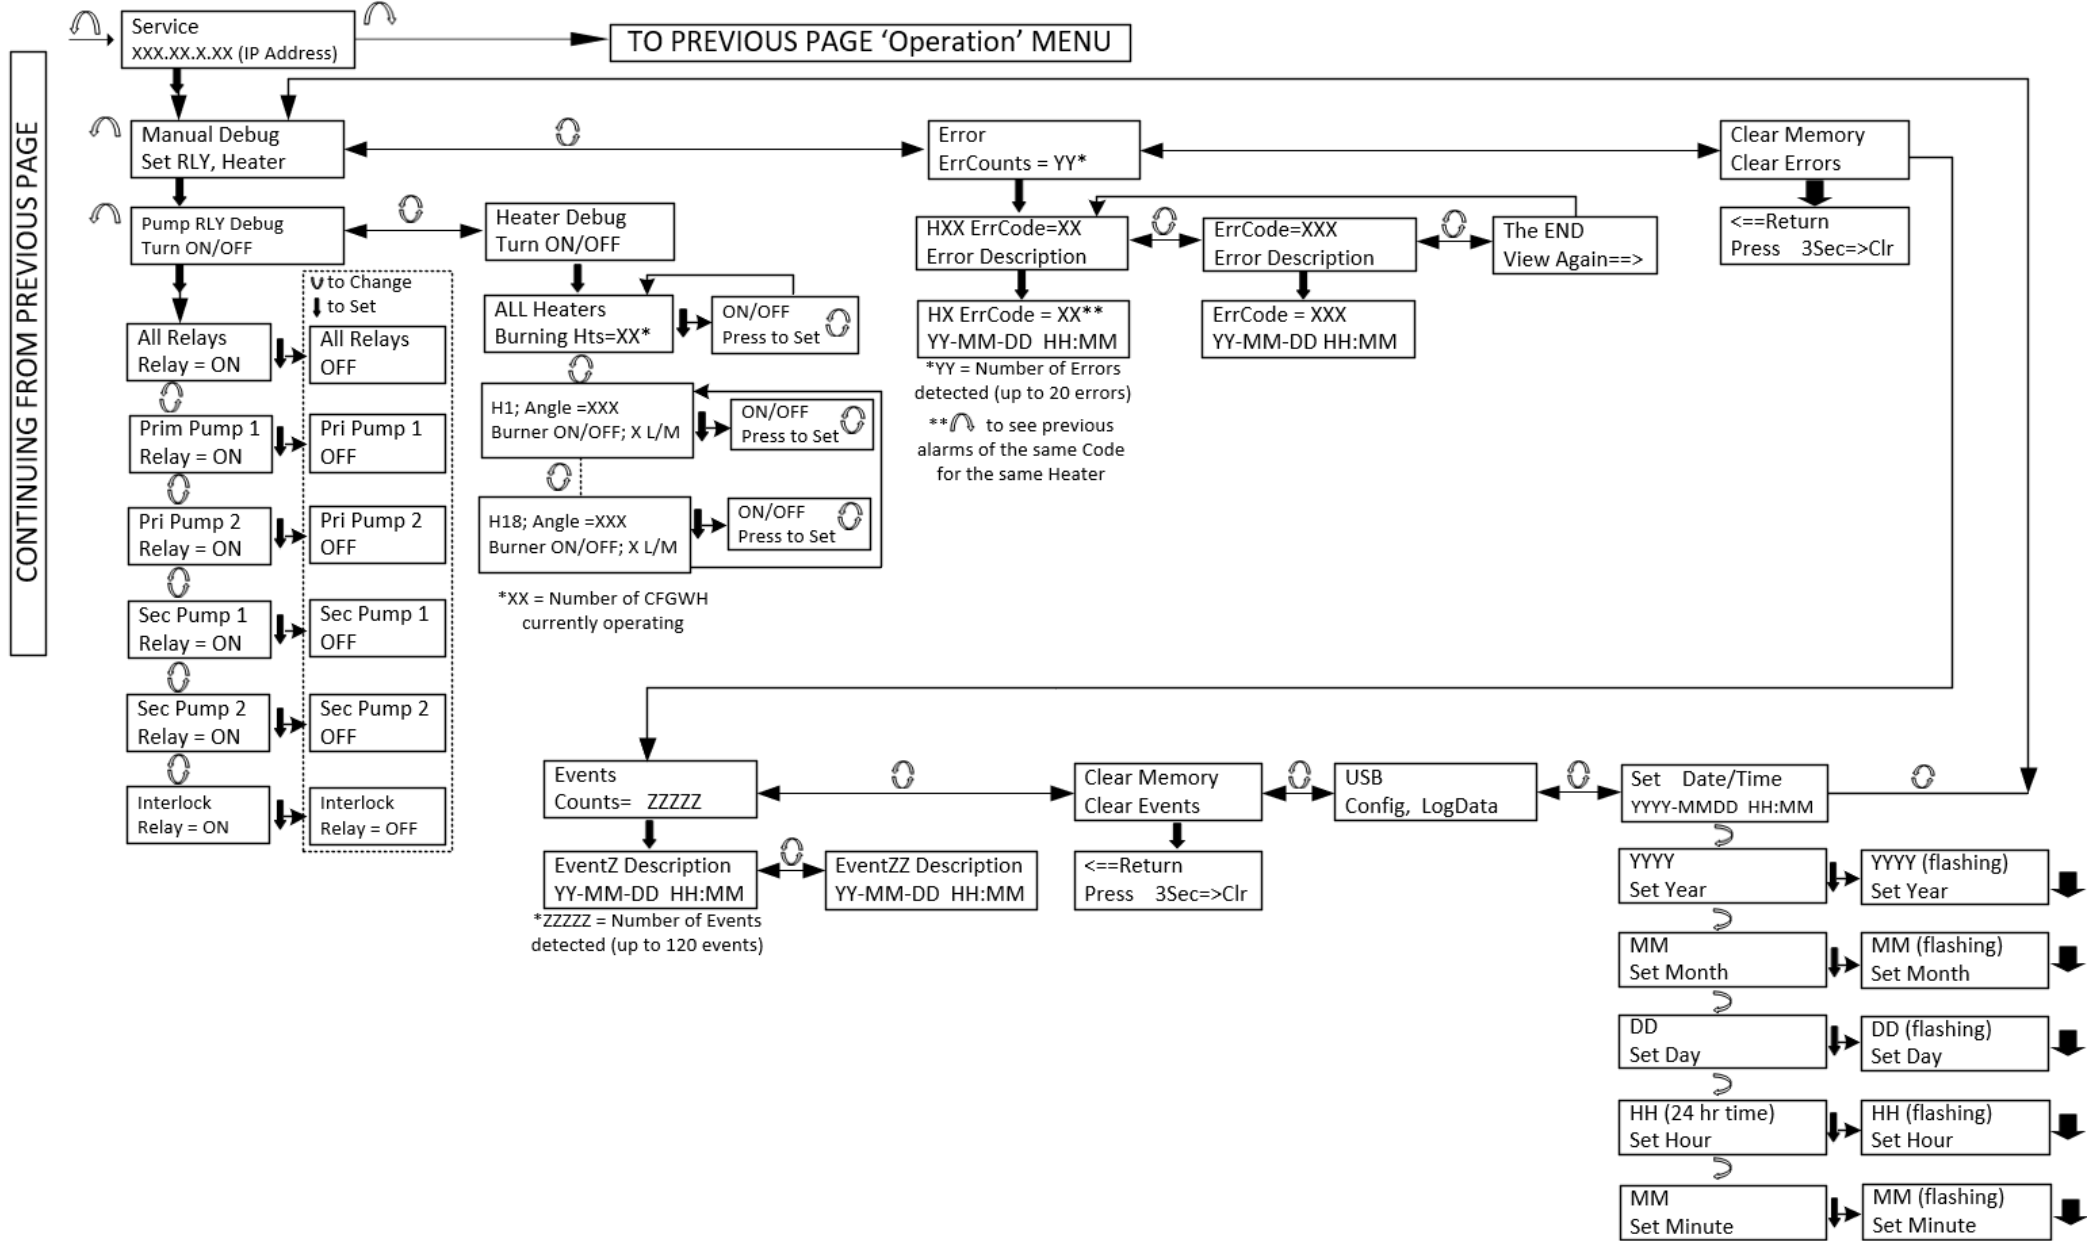 CONTINUING FROM PREVIOUS PAGE
Service
XXX.XX.X.XX (IP Address)
TO PREVIOUS PAGE ‘Operation’ MENU
Manual Debug
Set RLY, Heater
Error
ErrCounts = YY*
Clear Memory
Clear Errors
<==Return
Press 3Sec=>Clr
Pump RLY Debug
Turn ON/OFF
Heater Debug
Turn ON/OFF
to Change
to Set
All Relays
Relay = ON
All Relays
OFF
Prim Pump 1
Relay = ON
Pri Pump 1
OFF
Pri Pump 2
Relay = ON
Pri Pump 2
OFF
Sec Pump 1
Relay = ON
Sec Pump 1
OFF
Sec Pump 2
Relay = ON
Sec Pump 2
OFF
Interlock
Relay = ON
Interlock
Relay = OFF
ALL Heaters
Burning Hts=XX*
ON/OFF
Press to Set
H1; Angle =XXX
Burner ON/OFF; X L/M
ON/OFF
Press to Set
H18; Angle =XXX
Burner ON/OFF; X L/M
ON/OFF
Press to Set
*XX = Number of CFGWH
currently operating
HXX ErrCode=XX
Error Description
ErrCode=XXX
Error Description
The END
View Again==>
HX ErrCode = XX**
YY-MM-DD HH:MM
ErrCode = XXX
YY-MM-DD HH:MM
*YY = Number of Errors
detected (up to 20 errors)
** to see previous
alarms of the same Code
for the same Heater
Events
Counts= ZZZZZ
Clear Memory
Clear Events
USB
Config, LogData
Set Date/Time
YYYY-MMDD HH:MM
EventZ Description
YY-MM-DD HH:MM
EventZZ Description
YY-MM-DD HH:MM
<==Return
Press 3Sec=>Clr
*ZZZZZ = Number of Events
detected (up to 120 events)
YYYY
Set Year
YYYY (flashing)
Set Year
MM
Set Month
MM (flashing)
Set Month
DD
Set Day
DD (flashing)
Set Day
HH (24 hr time)
Set Hour
HH (flashing)
Set Hour
MM
Set Minute
MM (flashing)
Set Minute